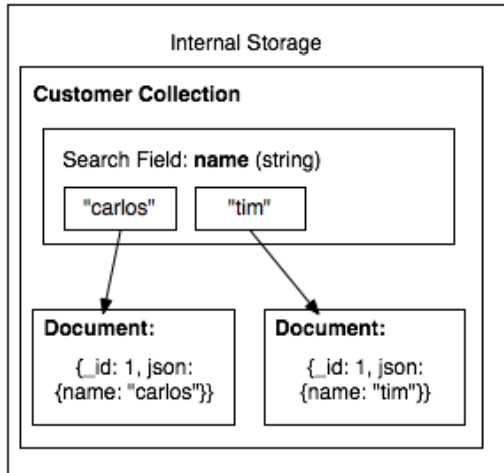 Internal Storage
Customer Collection
Search Field: name (string)
"carlos"
"tim"
Document:
{_id: 1, json:
{name: "carlos"}}
Document:
{_id: 1, json:
{name: "tim"}}